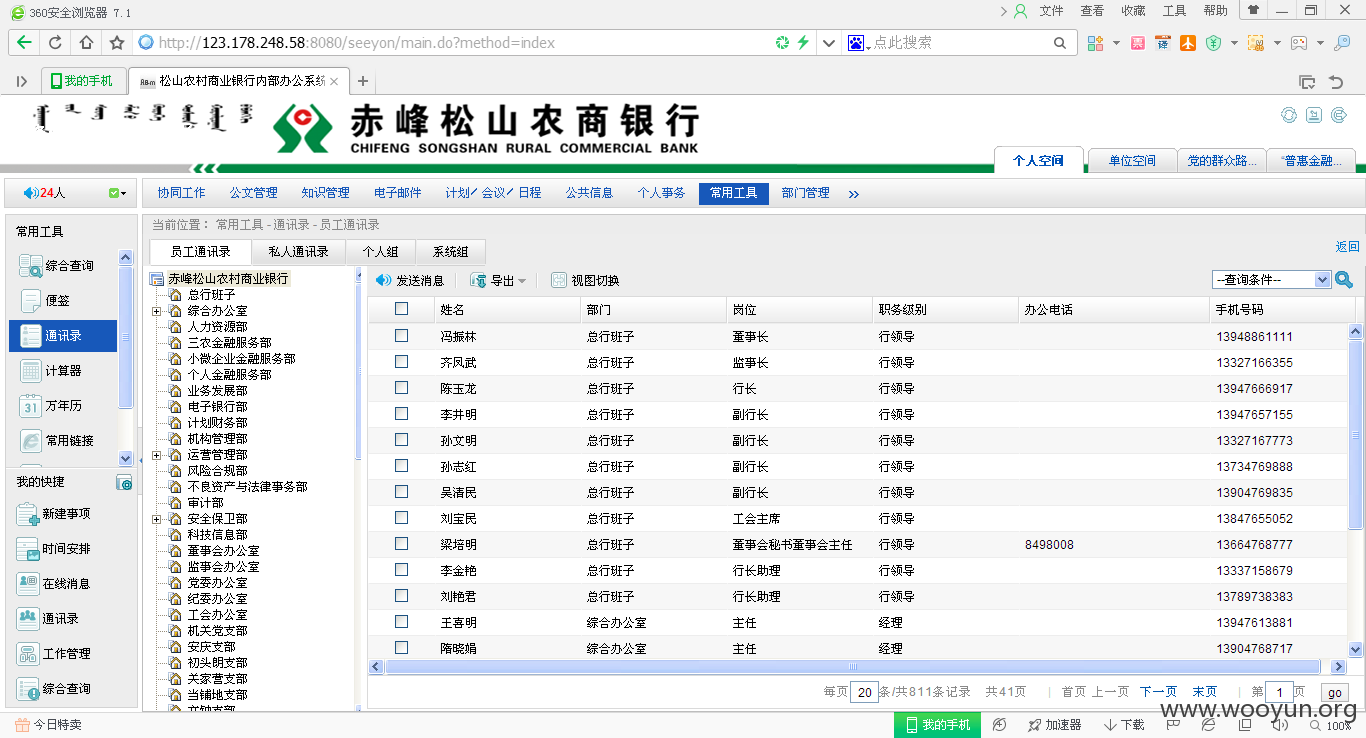 360安全浏览器 7.1
文件 查看 收藏 工具 帮助
http://123.178.248.58:8080/seeyon/main.do?method=index
点此搜索
我的手机
松山农村商业银行内部办公系统
赤峰松山农商银行
CHIFENG SONGSHAN RURAL COMMERCIAL BANK
个人空间 单位空间 党的群众路... “普惠金融...
24人
协同工作 公文管理 知识管理 电子邮件 计划/会议/日程 公共信息 个人事务 常用工具 部门管理 »
常用工具
综合查询
便签
通讯录
计算器
31 万年历
常用链接
我的快捷
新建事项
时间安排
在线消息
通讯录
工作管理
综合查询
当前位置： 常用工具 - 通讯录 - 员工通讯录
返回
员工通讯录 私人通讯录 个人组 系统组
赤峰松山农村商业银行
总行班子
综合办公室
人力资源部
三农金融服务部
小微企业金融服务部
个人金融服务部
业务发展部
电子银行部
计划财务部
机构管理部
运营管理部
风险合规部
不良资产与法律事务部
审计部
安全保卫部
科技信息部
董事会办公室
监事会办公室
党委办公室
纪委办公室
工会办公室
机关党支部
安庆支部
初头明支部
关家营支部
当铺地支部
发送消息 导出 视图切换
--查询条件--
姓名 部门 岗位 职务级别 办公电话 手机号码
冯振林 总行班子 董事长 行领导 13948861111
齐凤武 总行班子 监事长 行领导 13327166355
陈玉龙 总行班子 行长 行领导 13947666917
李井明 总行班子 副行长 行领导 13947657155
孙文明 总行班子 副行长 行领导 13327167773
孙志红 总行班子 副行长 行领导 13734769888
吴清民 总行班子 副行长 行领导 13904769835
刘宝民 总行班子 工会主席 行领导 13847655052
梁培明 总行班子 董事会秘书董事会主任 行领导 8498008 13664768777
李金艳 总行班子 行长助理 行领导 13337158679
刘艳君 总行班子 行长助理 行领导 13789738383
王喜明 综合办公室 主任 经理 13947613881
隋晓娟 综合办公室 主任 经理 13904768717
每页 20 条/共811条记录 共41页 | 首页 上一页 下一页 末页 | 第 1 页 go
www.wooyun.org
今日特卖
我的手机 加速器 下载 100%